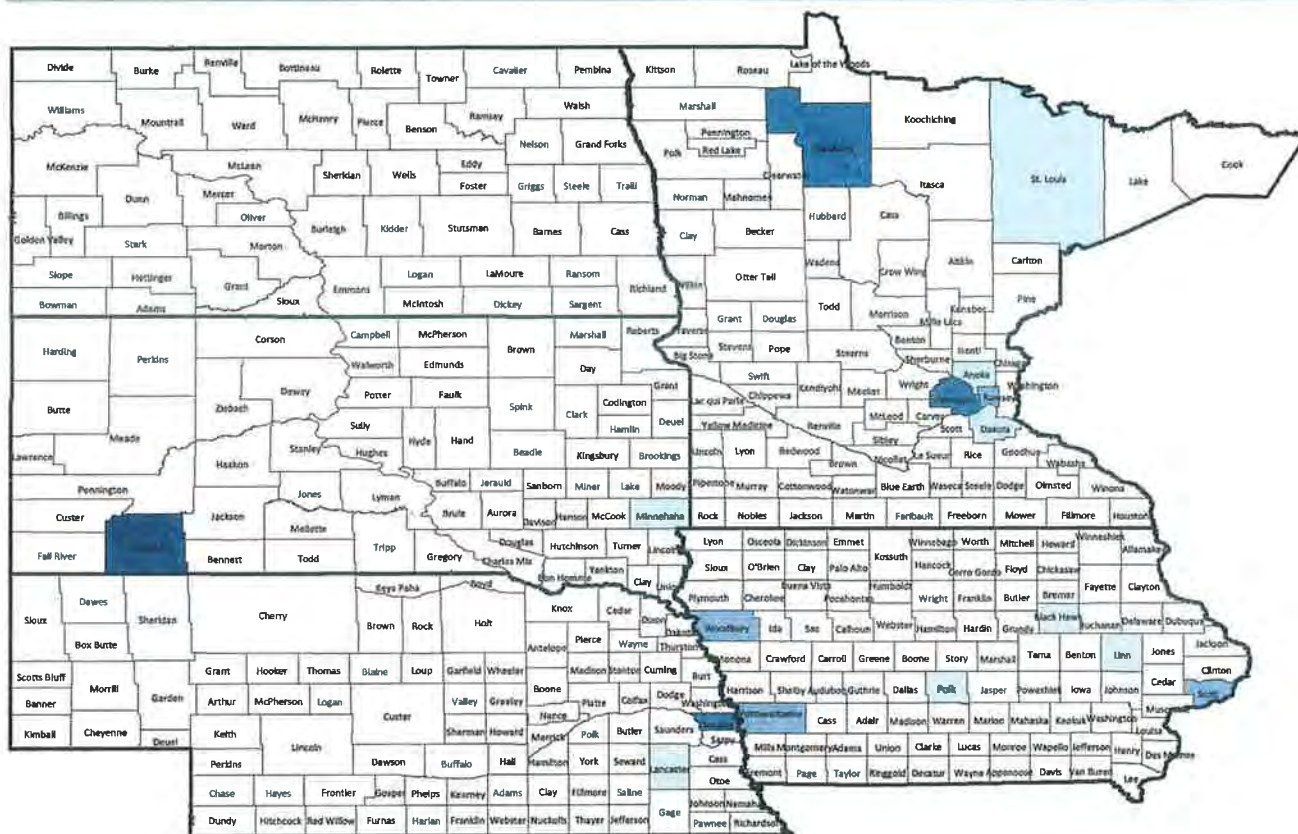 Divide Burke Renville Bottineau Rolette Towner Cavalier Pembina Kittson Roseau Lake of the Woods
Williams Mountrail Ward McHenry Pierce Benson Ramsay Walsh Marshall Koochiching
Nelson Grand Forks Polk Pennington Red Lake Clearwater St. Louis Lake Cook
McKenzie McLean Sheridan Wells Eddy Foster Griggs Steele Traill Norman Mahnomen Itasca
Dunn Mercer Oliver Billings Golden Valley Stark Morton Burleigh Kidder Stutsman Barnes Cass Clay Becker Hubbard Cass
Slope Hettinger Grant Sioux Emmons Logan LaMoure Ransom Richland Wilkin Otter Tail Wadena Crow Wing Aitkin Carlton
Bowman Adams McIntosh Dickey Sargent Todd Morrison Mille Lacs Kanabec Pine
Harding Perkins Corson Campbell McPherson Brown Marshall Roberts Traverse Grant Douglas Benton
Walworth Edmunds Day Big Stone Stevens Pope Stearns Sherburne Isanti Chisago
Butte Ziebach Dewey Potter Faulk Spink Clark Codington Grant Swift Kandiyohi Meeker Wright Anoka Washington
Meade Sully Hyde Hand Hamlin Deuel Lac qui Parle Chippewa McLeod Carver Ramsey Scott Dakota
Lawrence Haakon Stanley Hughes Beadle Kingsbury Brookings Yellow Medicine Renville Sibley
Lincoln Lyon Redwood Brown Nicollet Le Sueur Rice Goodhue Wabasha
Pennington Jones Lyman Buffalo Jerauld Sanborn Miner Lake Moody Pipestone Murray Cottonwood Watonwan Blue Earth Waseca Steele Dodge Olmsted Winona
Custer Jackson Mellette Brule Aurora Davison Hanson McCook Minnehaha Rock Nobles Jackson Martin Faribault Freeborn Mower Fillmore Houston
Fall River Bennett Todd Tripp Gregory Douglas Charles Mix Hutchinson Turner Lincoln Bon Homme Yankton Clay Union
Lyon Osceola Dickinson Emmet Kossuth Winnebago Worth Mitchell Howard Winneshiek Allamakee
Sioux O'Brien Clay Palo Alto Hancock Cerro Gordo Floyd Chickasaw
Sioux Dawes Sheridan Cherry Keya Paha Boyd Knox Cedar Plymouth Cherokee Buena Vista Pocahontas Humboldt Wright Franklin Butler Bremer Fayette Clayton
Box Butte Brown Rock Holt Antelope Pierce Dixon Dakota Woodbury Ida Sac Calhoun Webster Hamilton Hardin Grundy Black Hawk Buchanan Delaware Dubuque
Wayne Thurston
Scotts Bluff Morrill Garden Grant Hooker Thomas Blaine Loup Garfield Wheeler Madison Stanton Cuming Burt Monona Crawford Carroll Greene Boone Story Marshall Tama Benton Linn Jones Jackson
Banner Arthur McPherson Logan Custer Valley Greeley Boone Nance Platte Colfax Dodge Washington Harrison Shelby Audubon Guthrie Dallas Polk Jasper Poweshiek Iowa Johnson Cedar Clinton Scott
Kimball Cheyenne Deuel Keith Lincoln Sherman Howard Merrick Polk Butler Saunders Douglas Sarpy Pottawattamie Cass Adair Madison Warren Marion Mahaska Keokuk Washington Louisa
Perkins Dawson Buffalo Hall Hamilton York Seward Lancaster Cass Otoe Mills Montgomery Adams Union Clarke Lucas Monroe Wapello Jefferson Henry Des Moines
Chase Hayes Frontier Gosper Phelps Kearney Adams Clay Fillmore Saline Gage Johnson Nemaha Fremont Page Taylor Ringgold Decatur Wayne Appanoose Davis Van Buren Lee
Dundy Hitchcock Red Willow Furnas Harlan Franklin Webster Nuckolls Thayer Jefferson Pawnee Richardson